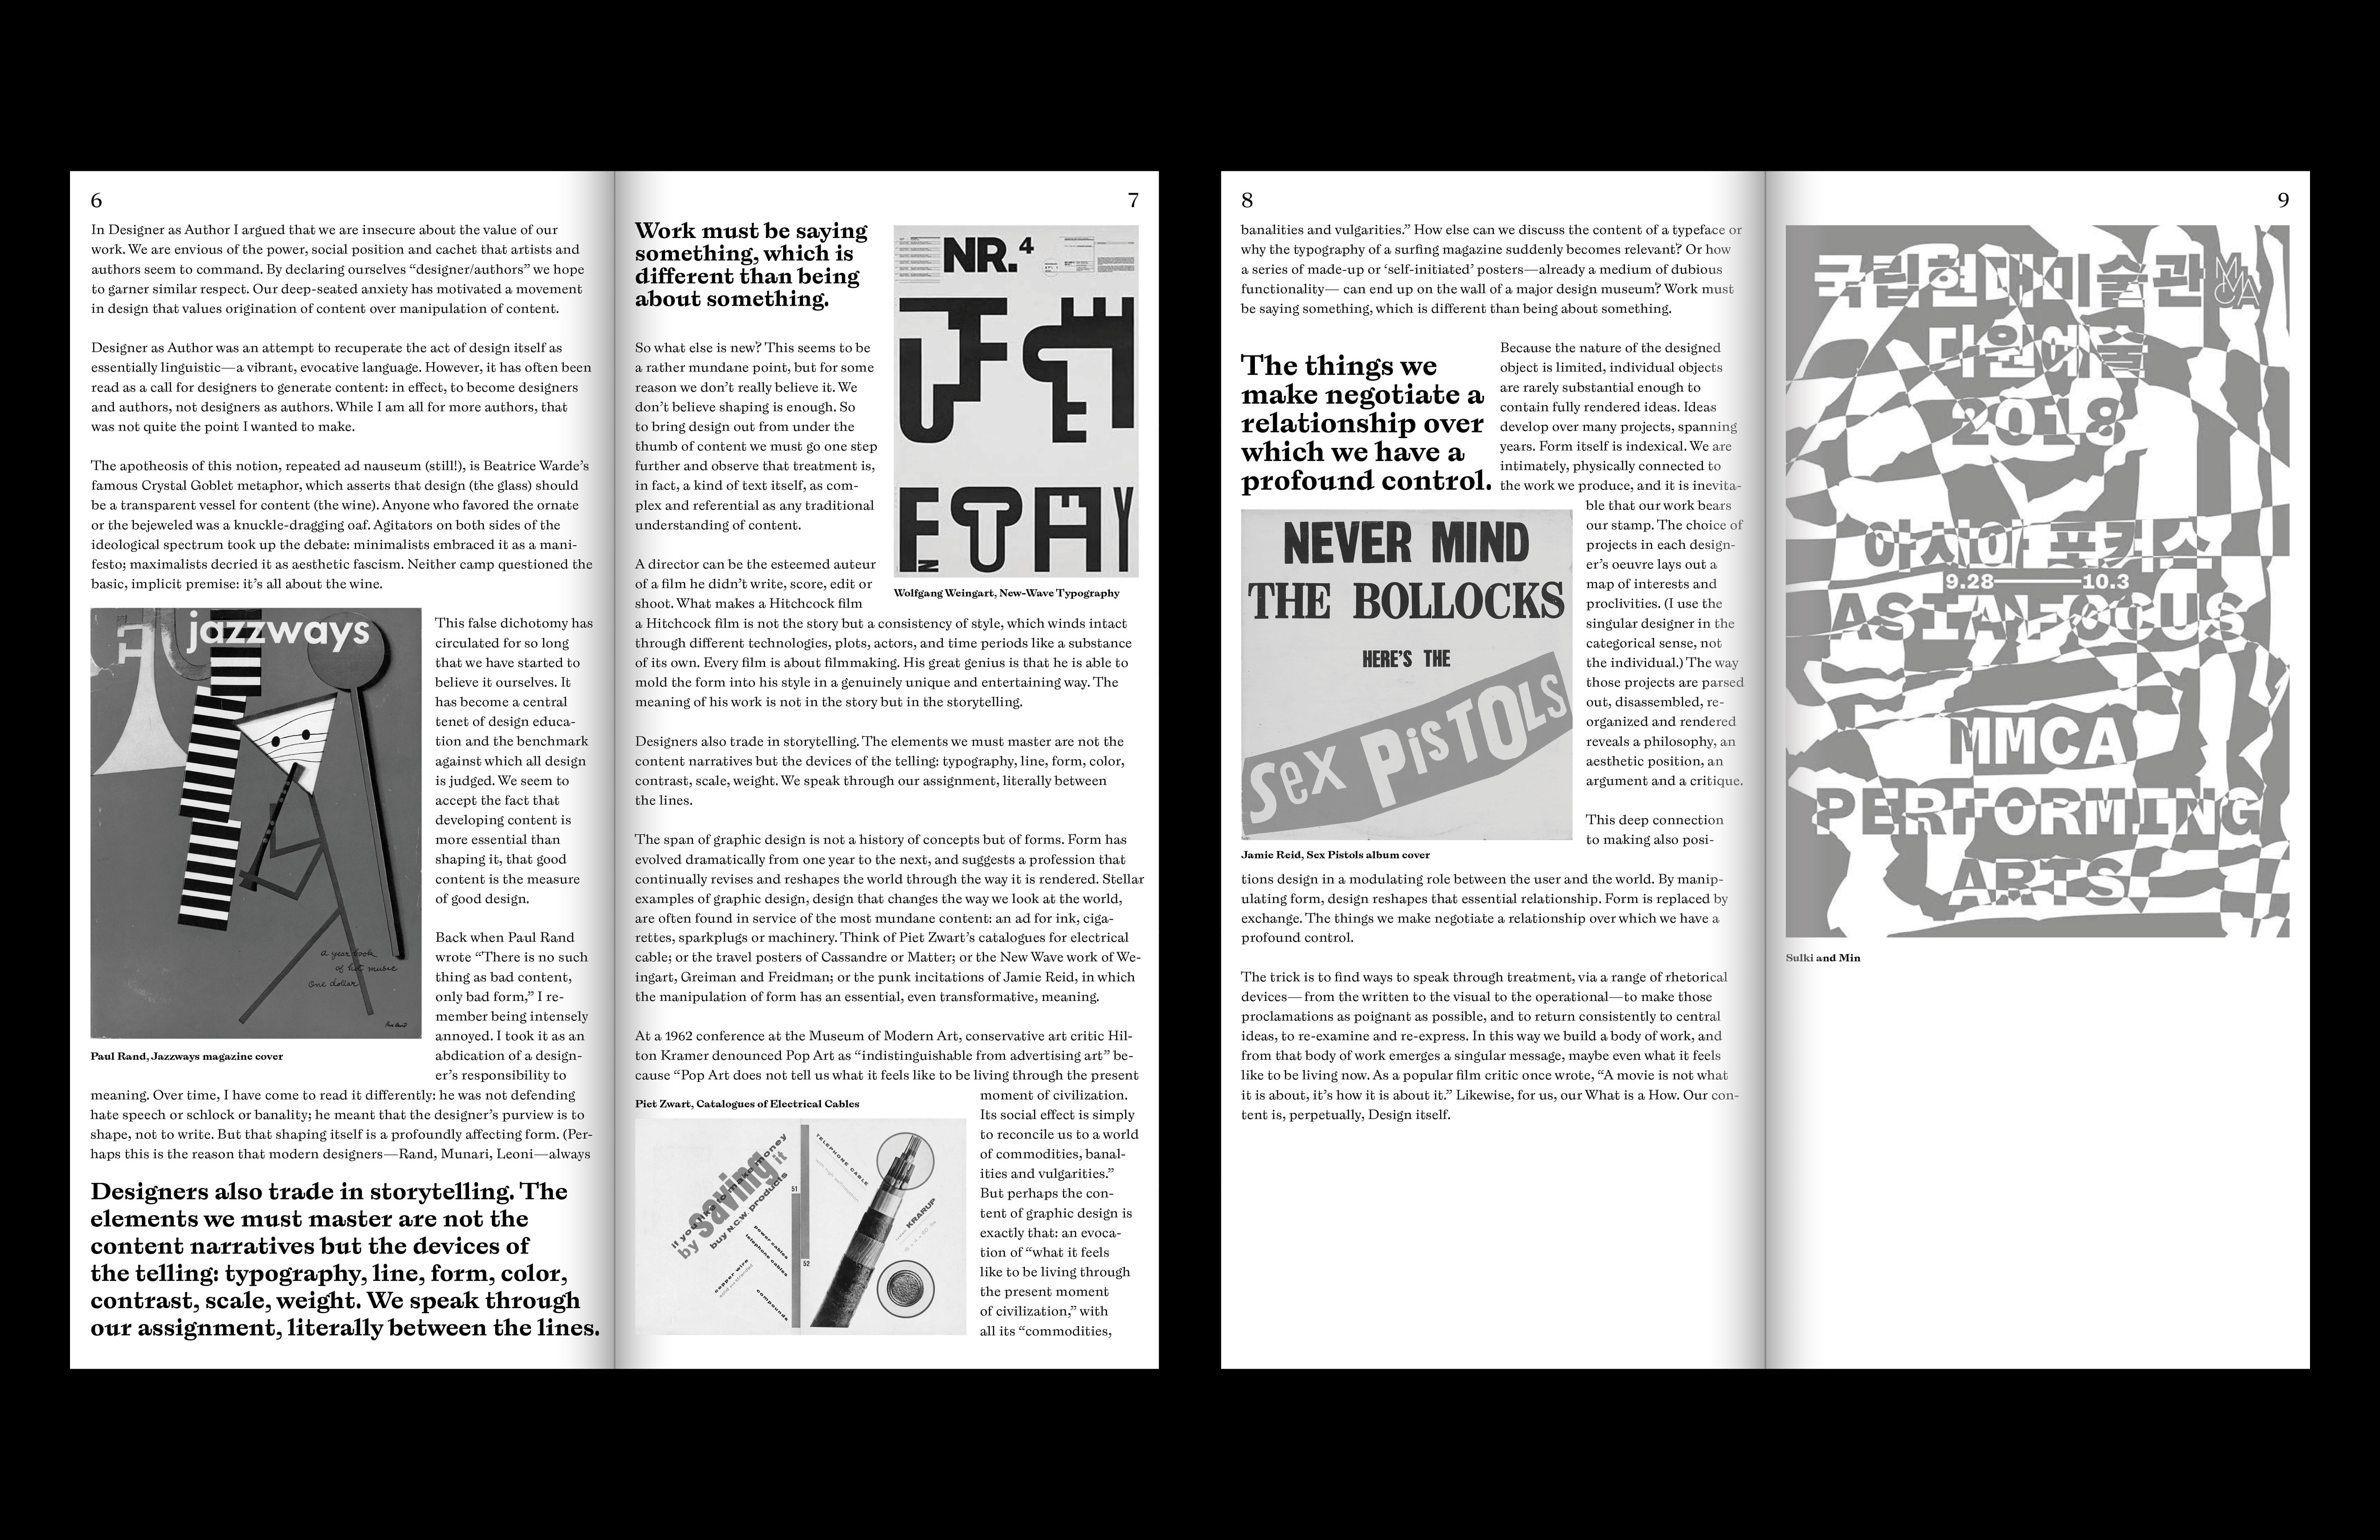 6
In Designer as Author I argued that we are insecure about the value of our
work. We are envious of the power, social position and cachet that artists and
authors seem to command. By declaring ourselves “designer/authors” we hope
to garner similar respect. Our deep-seated anxiety has motivated a movement
in design that values origination of content over manipulation of content.
Designer as Author was an attempt to recuperate the act of design itself as
essentially linguistic—a vibrant, evocative language. However, it has often been
read as a call for designers to generate content: in effect, to become designers
and authors, not designers as authors. While I am all for more authors, that
was not quite the point I wanted to make.
The apotheosis of this notion, repeated ad nauseum (still!), is Beatrice Warde’s
famous Crystal Goblet metaphor, which asserts that design (the glass) should
be a transparent vessel for content (the wine). Anyone who favored the ornate
or the bejeweled was a knuckle-dragging oaf. Agitators on both sides of the
ideological spectrum took up the debate: minimalists embraced it as a mani-
festo; maximalists decried it as aesthetic fascism. Neither camp questioned the
basic, implicit premise: it’s all about the wine.
jazzways
a year book
of hot music
one dollar
Paul Rand, Jazzways magazine cover
This false dichotomy has
circulated for so long
that we have started to
believe it ourselves. It
has become a central
tenet of design educa-
tion and the benchmark
against which all design
is judged. We seem to
accept the fact that
developing content is
more essential than
shaping it, that good
content is the measure
of good design.
Back when Paul Rand
wrote “There is no such
thing as bad content,
only bad form,” I re-
member being intensely
annoyed. I took it as an
abdication of a design-
er’s responsibility to
meaning. Over time, I have come to read it differently: he was not defending
hate speech or schlock or banality; he meant that the designer’s purview is to
shape, not to write. But that shaping itself is a profoundly affecting form. (Per-
haps this is the reason that modern designers—Rand, Munari, Leoni—always
Designers also trade in storytelling. The
elements we must master are not the
content narratives but the devices of
the telling: typography, line, form, color,
contrast, scale, weight. We speak through
our assignment, literally between the lines.
7
Work must be saying
something, which is
different than being
about something.
NR.4
Wolfgang Weingart, New-Wave Typography
So what else is new? This seems to be
a rather mundane point, but for some
reason we don’t really believe it. We
don’t believe shaping is enough. So
to bring design out from under the
thumb of content we must go one step
further and observe that treatment is,
in fact, a kind of text itself, as com-
plex and referential as any traditional
understanding of content.
A director can be the esteemed auteur
of a film he didn’t write, score, edit or
shoot. What makes a Hitchcock film
a Hitchcock film is not the story but a consistency of style, which winds intact
through different technologies, plots, actors, and time periods like a substance
of its own. Every film is about filmmaking. His great genius is that he is able to
mold the form into his style in a genuinely unique and entertaining way. The
meaning of his work is not in the story but in the storytelling.
Designers also trade in storytelling. The elements we must master are not the
content narratives but the devices of the telling: typography, line, form, color,
contrast, scale, weight. We speak through our assignment, literally between
the lines.
The span of graphic design is not a history of concepts but of forms. Form has
evolved dramatically from one year to the next, and suggests a profession that
continually revises and reshapes the world through the way it is rendered. Stellar
examples of graphic design, design that changes the way we look at the world,
are often found in service of the most mundane content: an ad for ink, ciga-
rettes, sparkplugs or machinery. Think of Piet Zwart’s catalogues for electrical
cable; or the travel posters of Cassandre or Matter; or the New Wave work of We-
ingart, Greiman and Freidman; or the punk incitations of Jamie Reid, in which
the manipulation of form has an essential, even transformative, meaning.
At a 1962 conference at the Museum of Modern Art, conservative art critic Hil-
ton Kramer denounced Pop Art as “indistinguishable from advertising art” be-
cause “Pop Art does not tell us what it feels like to be living through the present
Piet Zwart, Catalogues of Electrical Cables
if you like to make money
by saving it
buy N.C.W. products
power cables
telephone cables
copper wire
compounds
51
52
TELEPHONE CABLE
KRARUP
moment of civilization.
Its social effect is simply
to reconcile us to a world
of commodities, banal-
ities and vulgarities.”
But perhaps the con-
tent of graphic design is
exactly that: an evoca-
tion of “what it feels
like to be living through
the present moment
of civilization,” with
all its “commodities,
8
banalities and vulgarities.” How else can we discuss the content of a typeface or
why the typography of a surfing magazine suddenly becomes relevant? Or how
a series of made-up or ‘self-initiated’ posters—already a medium of dubious
functionality— can end up on the wall of a major design museum? Work must
be saying something, which is different than being about something.
The things we
make negotiate a
relationship over
which we have a
profound control.
Because the nature of the designed
object is limited, individual objects
are rarely substantial enough to
contain fully rendered ideas. Ideas
develop over many projects, spanning
years. Form itself is indexical. We are
intimately, physically connected to
the work we produce, and it is inevita-
ble that our work bears
our stamp. The choice of
projects in each design-
er’s oeuvre lays out a
map of interests and
proclivities. (I use the
singular designer in the
categorical sense, not
the individual.) The way
those projects are parsed
out, disassembled, re-
organized and rendered
reveals a philosophy, an
aesthetic position, an
argument and a critique.
This deep connection
to making also posi-
NEVER MIND
THE BOLLOCKS
HERE’S THE
Sex PiSTOLS
Jamie Reid, Sex Pistols album cover
tions design in a modulating role between the user and the world. By manip-
ulating form, design reshapes that essential relationship. Form is replaced by
exchange. The things we make negotiate a relationship over which we have a
profound control.
The trick is to find ways to speak through treatment, via a range of rhetorical
devices— from the written to the visual to the operational—to make those
proclamations as poignant as possible, and to return consistently to central
ideas, to re-examine and re-express. In this way we build a body of work, and
from that body of work emerges a singular message, maybe even what it feels
like to be living now. As a popular film critic once wrote, “A movie is not what
it is about, it’s how it is about it.” Likewise, for us, our What is a How. Our con-
tent is, perpetually, Design itself.
9
국립현대미술관 MMCA
다원예술
2018
아시아 포커스
9.28 10.3
ASIA FOCUS
MMCA
PERFORMING
ARTS
Sulki and Min